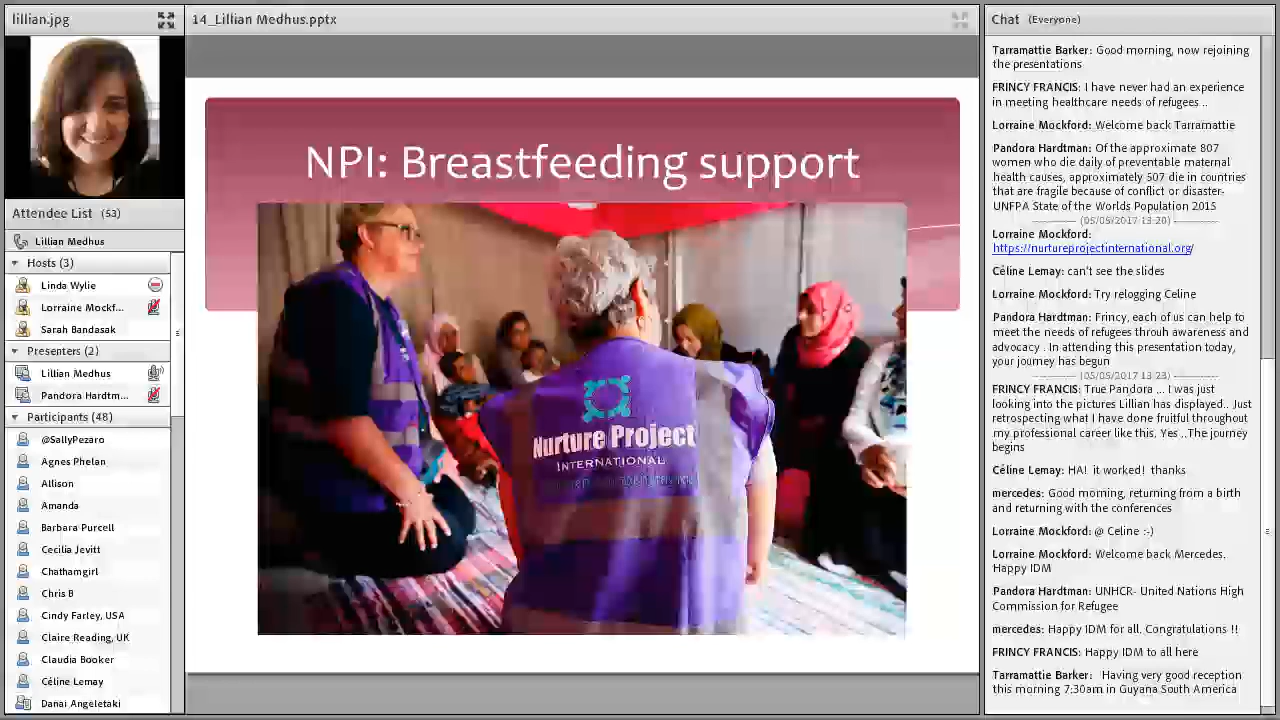 lillian.jpg
Attendee List (53)
Lillian Medhus
Hosts (3)
Linda Wylie
Lorraine Mockf...
Sarah Bandasak
Presenters (2)
Lillian Medhus
Pandora Hardtm...
Participants (48)
@SallyPezaro
Agnes Phelan
Allison
Amanda
Barbara Purcell
Cecilia Jevitt
Chathamgirl
Chris B
Cindy Farley, USA
Claire Reading, UK
Claudia Booker
Céline Lemay
Danai Angeletaki
14_Lillian Medhus.pptx
NPI: Breastfeeding support
Nurture Project
INTERNATIONAL
Chat (Everyone)
Tarramattie Barker: Good morning, now rejoining
the presentations
FRINCY FRANCIS: I have never had an experience
in meeting healthcare needs of refugees ..
Lorraine Mockford: Welcome back Tarramattie
Pandora Hardtman: Of the approximate 807
women who die daily of preventable maternal
health causes, approximately 507 die in countries
that are fragile because of conflict or disaster-
UNFPA State of the Worlds Population 2015
(05/05/2017 13:20)
Lorraine Mockford:
https://nurtureprojectinternational.org/
Céline Lemay: can't see the slides
Lorraine Mockford: Try relogging Celine
Pandora Hardtman: Frincy, each of us can help to
meet the needs of refugees throuh awareness and
advocacy . In attending this presentation today,
your journey has begun
(05/05/2017 13:23)
FRINCY FRANCIS: True Pandora ... I was just
looking into the pictures Lillian has displayed.. Just
retrospecting what I have done fruitful throughout
my professional career like this. Yes ..The journey
begins
Céline Lemay: HA! it worked! thanks
mercedes: Good morning, returning from a birth
and returning with the conferences
Lorraine Mockford: @ Celine :-)
Lorraine Mockford: Welcome back Mercedes.
Happy IDM
Pandora Hardtman: UNHCR- United Nations High
Commission for Refugee
mercedes: Happy IDM for all. Congratulations !!
FRINCY FRANCIS: Happy IDM to all here
Tarramattie Barker: Having very good reception
this morning 7:30am in Guyana South America